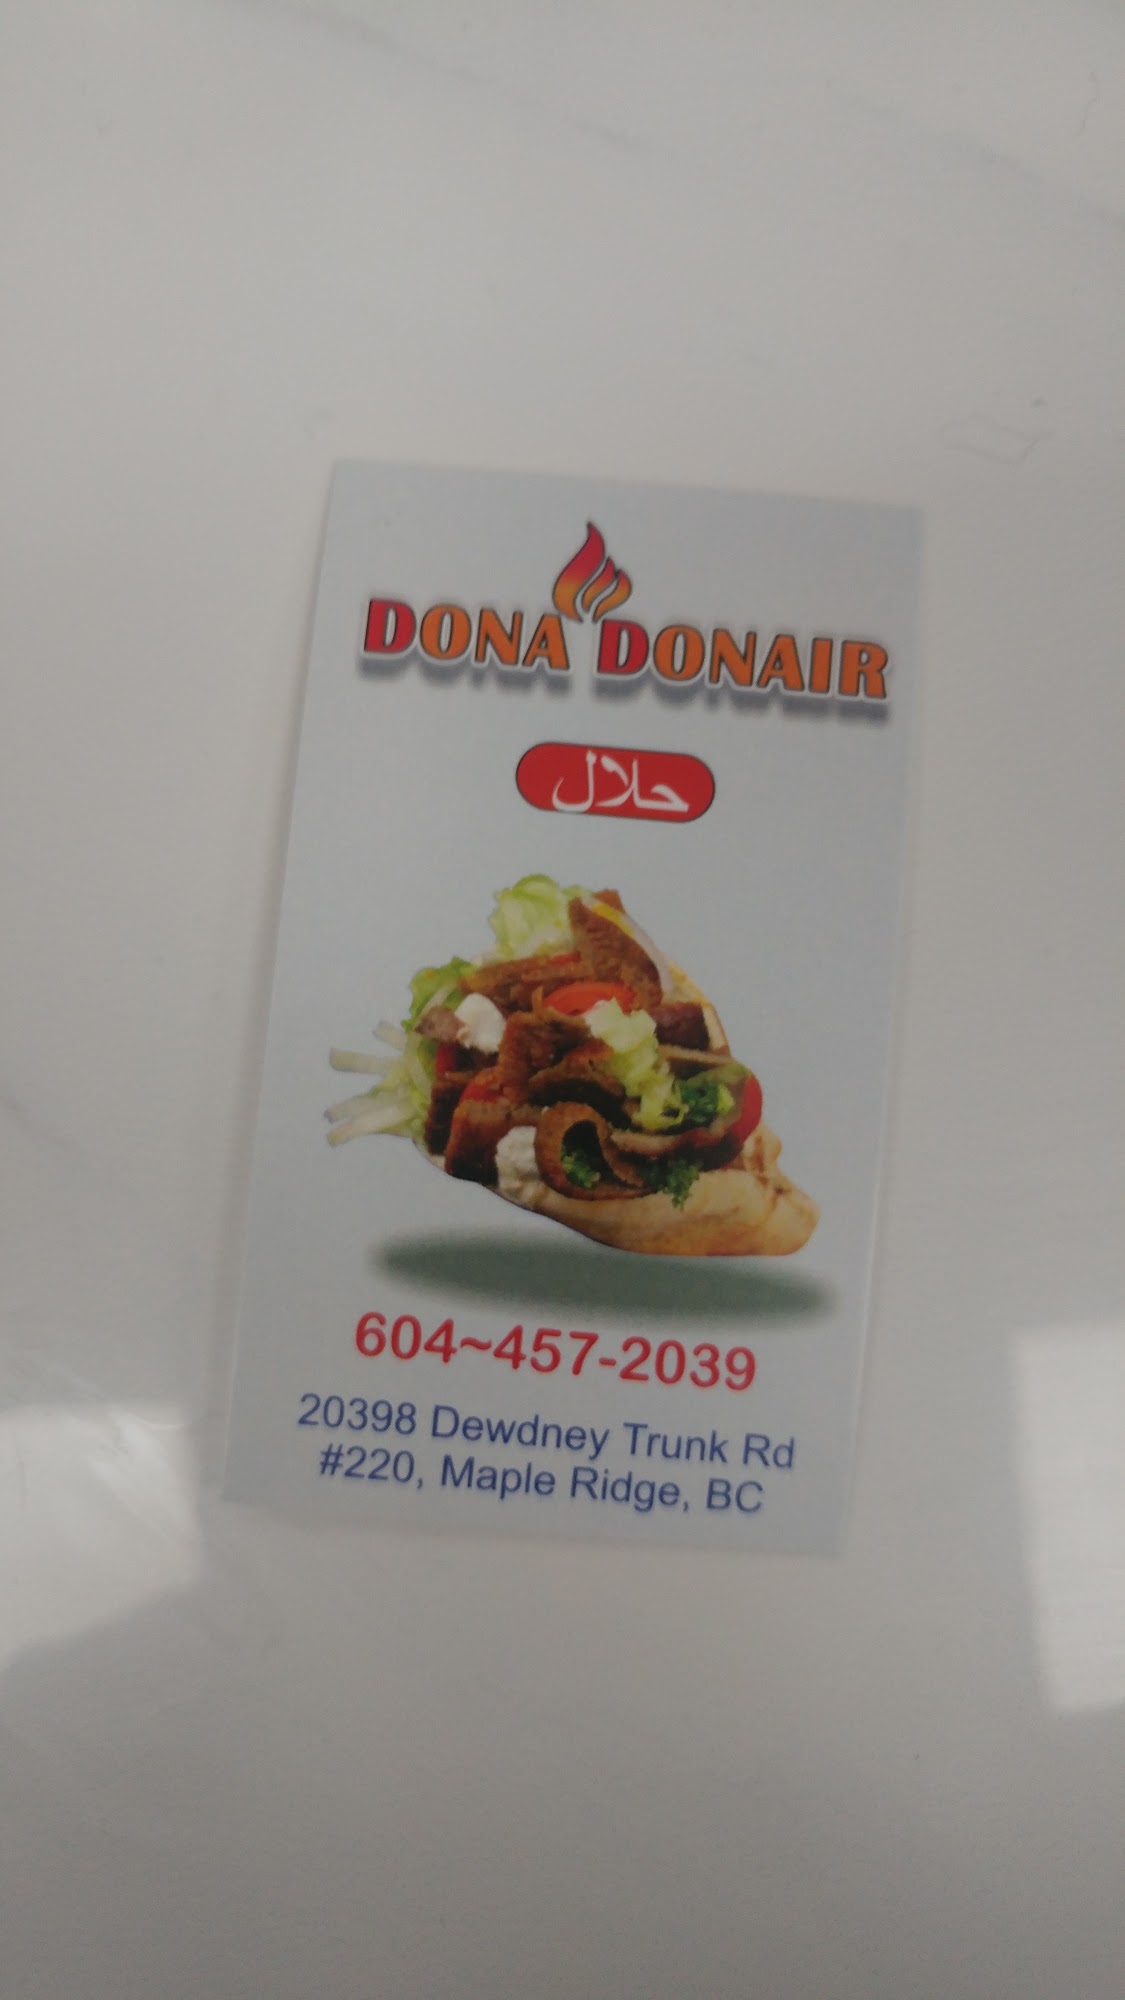 DONA DONAIR
حلال
604~457-2039
20398 Dewdney Trunk Rd
#220, Maple Ridge, BC